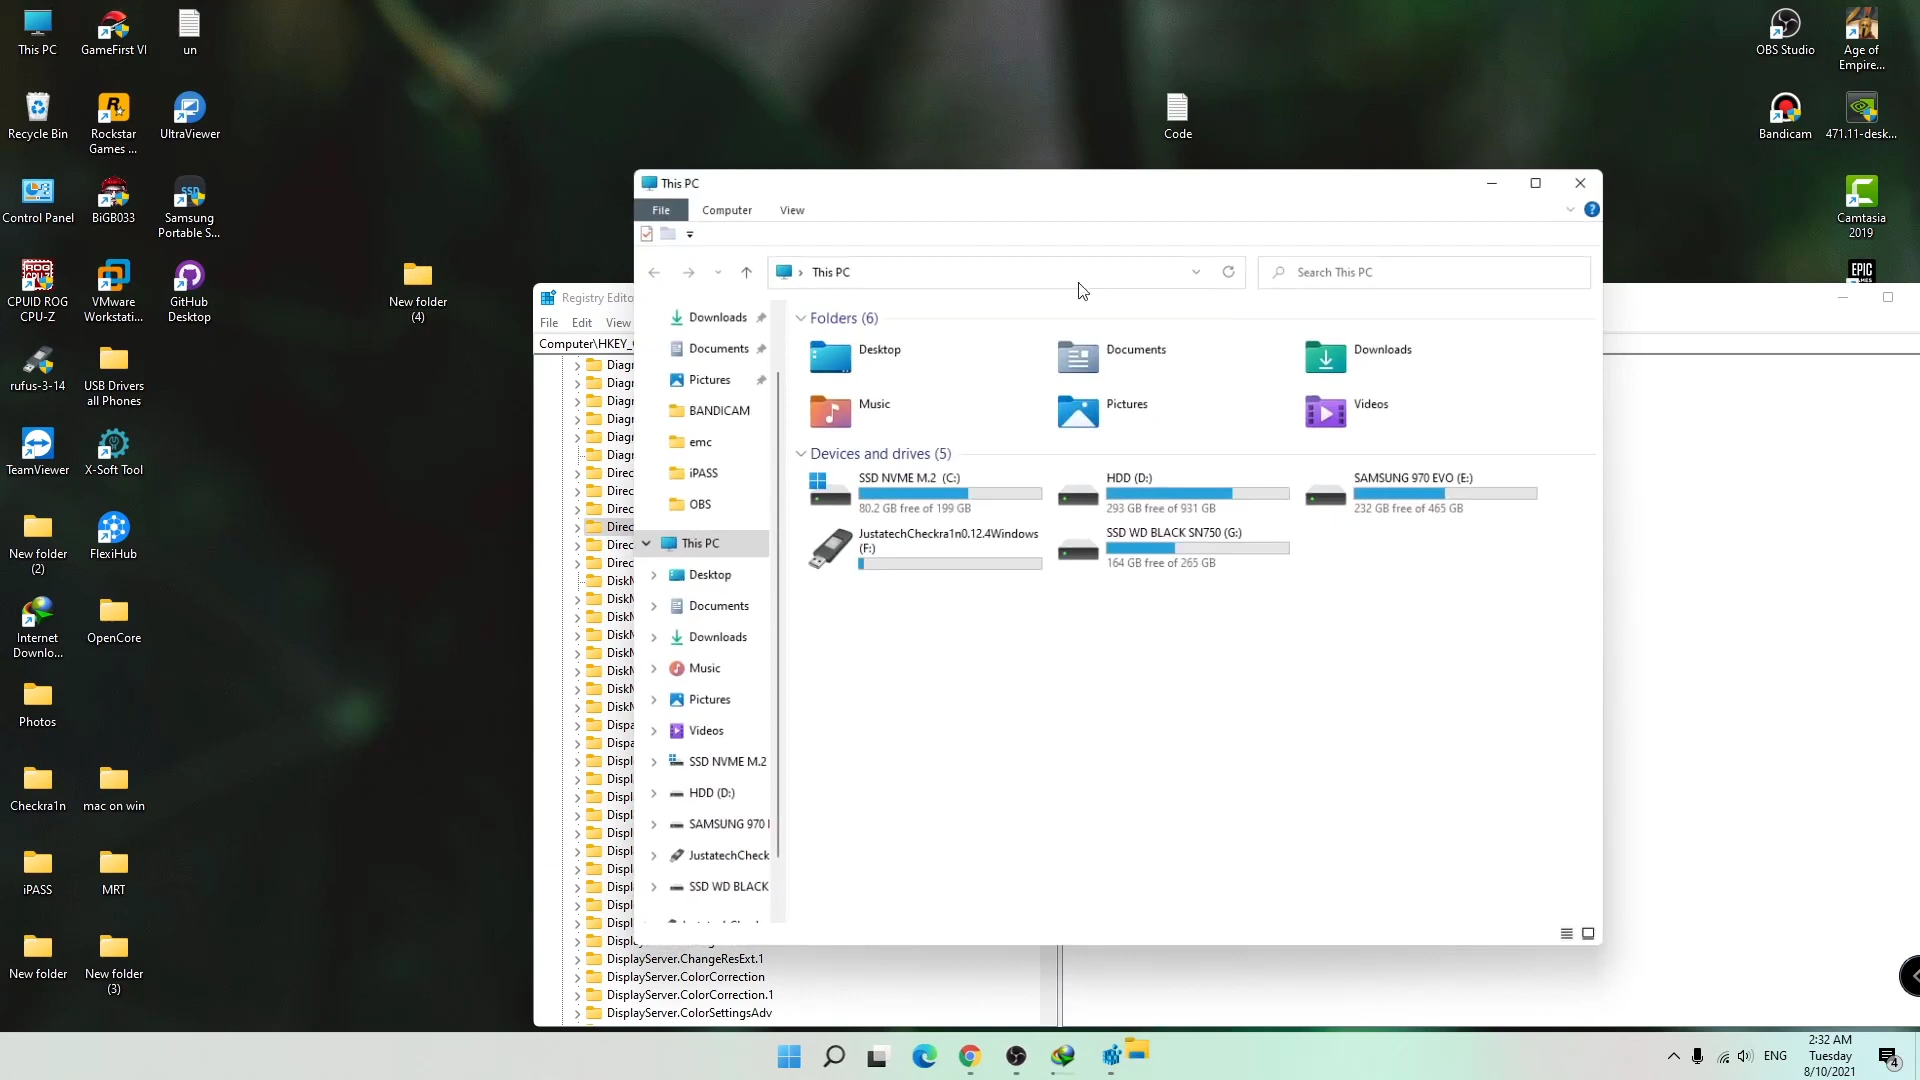 This PC
GameFirst VI
un
Recycle Bin
Rockstar
Games ...
UltraViewer
Control Panel
BiGB033
Samsung
Portable S...
CPUID ROG
CPU-Z
VMware
Workstati...
GitHub
Desktop
rufus-3-14
USB Drivers
all Phones
TeamViewer
X-Soft Tool
New folder
(2)
FlexiHub
Internet
Downlo...
OpenCore
Photos
Checkra1n
mac on win
iPASS
MRT
New folder
New folder
(3)
New folder
(4)
Code
OBS Studio
Age of
Empire...
Bandicam
471.11-desk...
Camtasia
2019
EPIC
Registry Edito
File Edit View
Computer\HKEY_
Diagr
Diagr
Diagr
Diagr
Diagr
Diagr
Direc
Direc
Direc
Direc
Direc
Direc
DiskM
DiskM
DiskM
DiskM
DiskM
DiskM
DiskM
DiskM
Dispa
Dispa
Displ
Displ
Displ
Displ
Displ
Displ
Displ
Displ
Displ
Displ
DisplayServer.ChangeResExt.1
DisplayServer.ColorCorrection
DisplayServer.ColorCorrection.1
DisplayServer.ColorSettingsAdv
This PC
File Computer View
This PC
Search This PC
Downloads
Documents
Pictures
BANDICAM
emc
iPASS
OBS
This PC
Desktop
Documents
Downloads
Music
Pictures
Videos
SSD NVME M.2
HDD (D:)
SAMSUNG 970
JustatechCheck
SSD WD BLACK
Folders (6)
Desktop
Documents
Downloads
Music
Pictures
Videos
Devices and drives (5)
SSD NVME M.2 (C:)
80.2 GB free of 199 GB
HDD (D:)
293 GB free of 931 GB
SAMSUNG 970 EVO (E:)
232 GB free of 465 GB
JustatechCheckra1n0.12.4Windows
(F:)
SSD WD BLACK SN750 (G:)
164 GB free of 265 GB
ENG
2:32 AM
Tuesday
8/10/2021
4